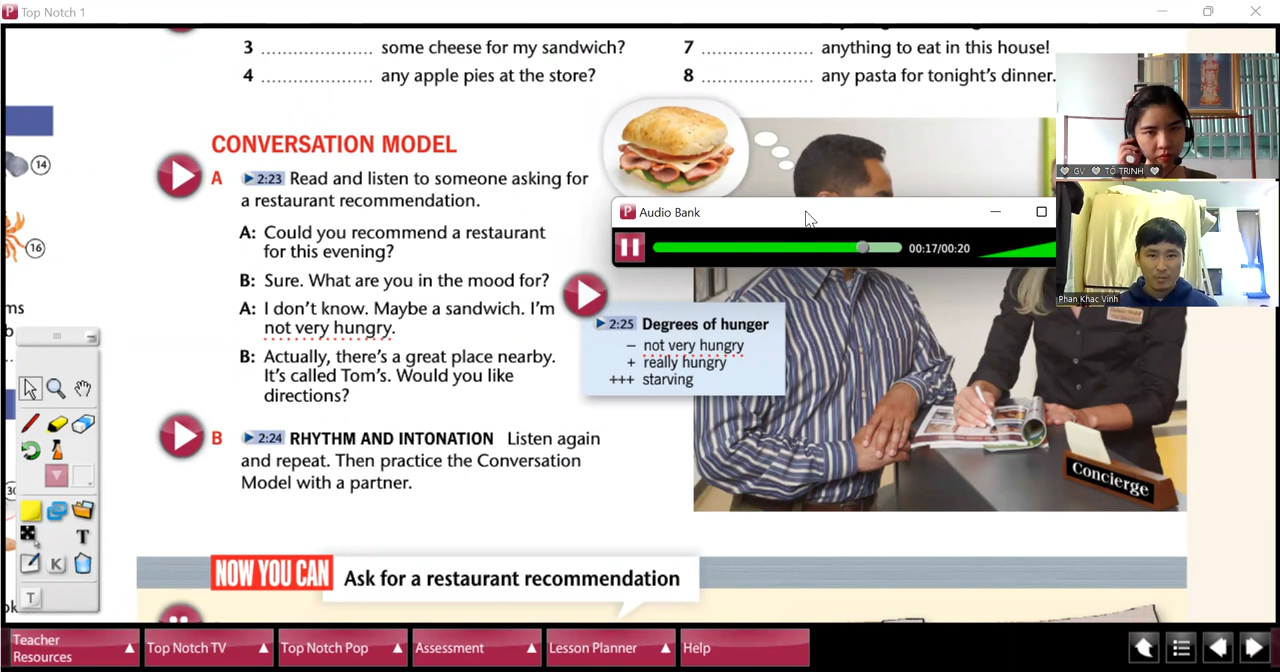 Top Notch 1
3 .................... some cheese for my sandwich?
4 .................... any apple pies at the store?
7 .................... anything to eat in this house!
8 .................... any pasta for tonight's dinner.
14
16
CONVERSATION MODEL
A 2:23 Read and listen to someone asking for
a restaurant recommendation.
A: Could you recommend a restaurant
for this evening?
B: Sure. What are you in the mood for?
A: I don't know. Maybe a sandwich. I'm
not very hungry.
B: Actually, there's a great place nearby.
It's called Tom's. Would you like
directions?
B 2:24 RHYTHM AND INTONATION Listen again
and repeat. Then practice the Conversation
Model with a partner.
Audio Bank
00:17/00:20
2:25 Degrees of hunger
– not very hungry
+ really hungry
+++ starving
GV TÔ TRINH
Phan Khac Vinh
Concierge
NOW YOU CAN Ask for a restaurant recommendation
T
K
T
Teacher
Resources
Top Notch TV
Top Notch Pop
Assessment
Lesson Planner
Help